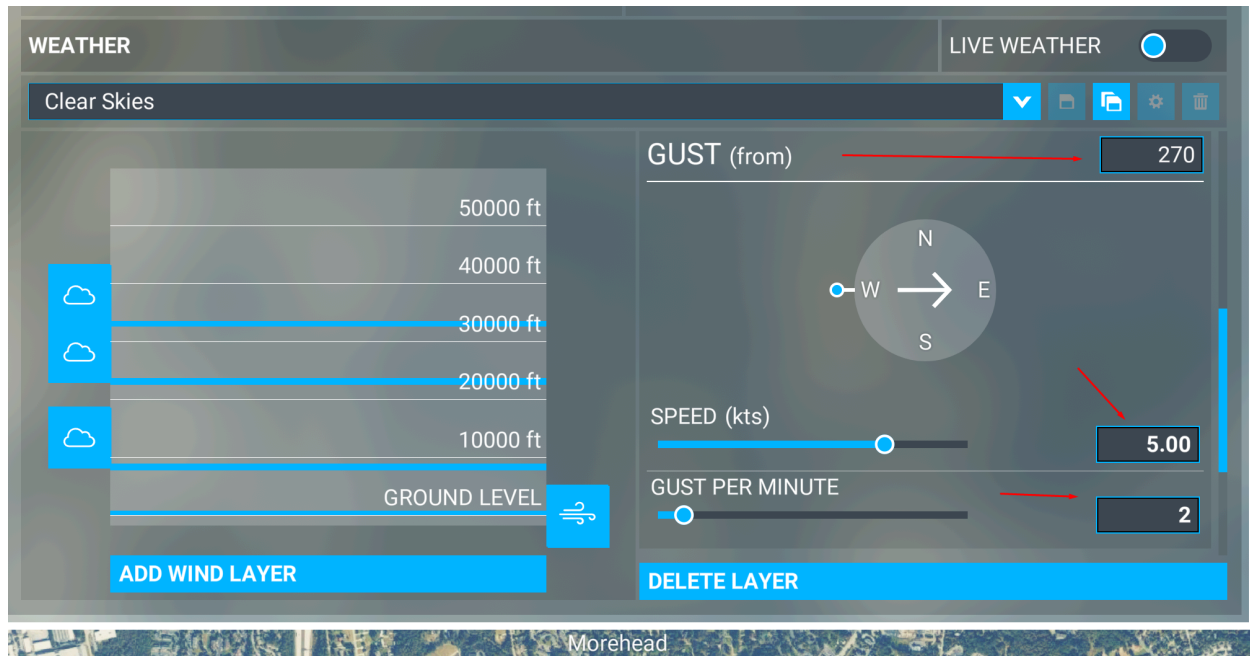 WEATHER
LIVE WEATHER
Clear Skies
50000 ft
40000 ft
30000 ft
20000 ft
10000 ft
GROUND LEVEL
ADD WIND LAYER
GUST (from)
270
N
W
E
S
SPEED (kts)
5.00
GUST PER MINUTE
2
DELETE LAYER
Morehead